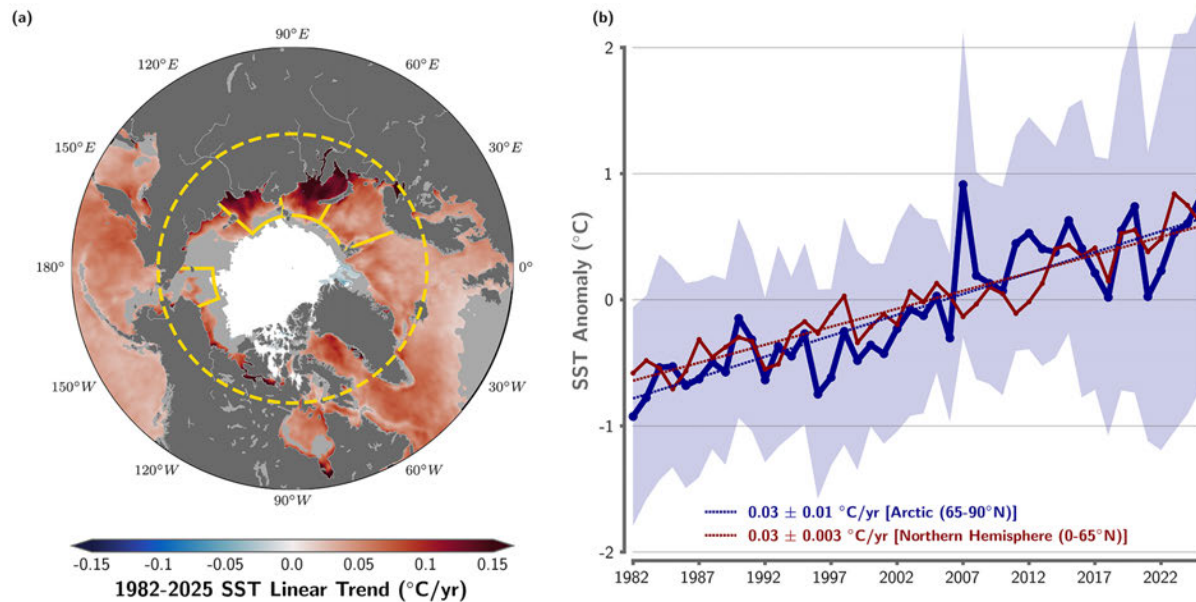 (a)
(b)
90°E
120°E
60°E
150°E
30°E
180°
0°
150°W
30°W
120°W
60°W
90°W
-0.15 -0.1 -0.05 0.0 0.05 0.1 0.15
1982-2025 SST Linear Trend (°C/yr)
SST Anomaly (°C)
2
1
0
-1
-2
0.03 ± 0.01 °C/yr [Arctic (65-90°N)]
0.03 ± 0.003 °C/yr [Northern Hemisphere (0-65°N)]
1982 1987 1992 1997 2002 2007 2012 2017 2022